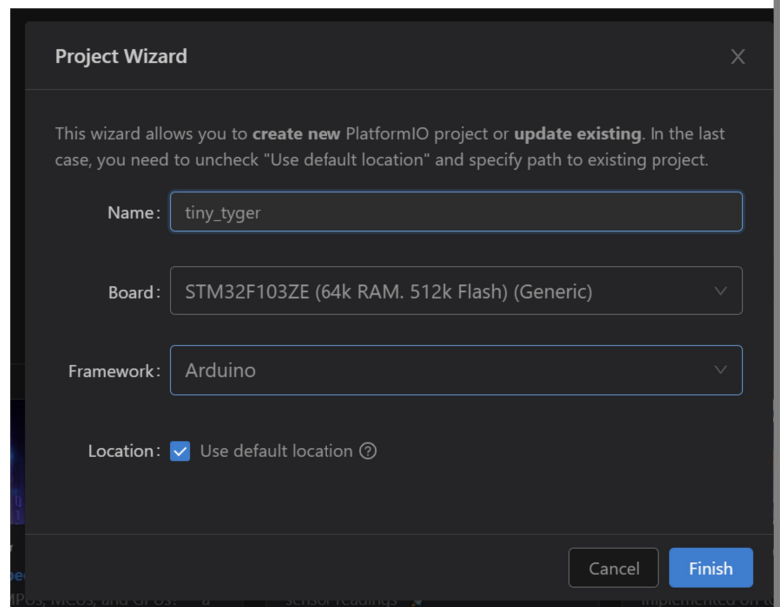 Project Wizard
This wizard allows you to create new PlatformIO project or update existing. In the last
case, you need to uncheck "Use default location" and specify path to existing project.
Name: tiny_tyger
Board: STM32F103ZE (64k RAM. 512k Flash) (Generic)
Framework: Arduino
Location: Use default location
Cancel Finish
sensor readings